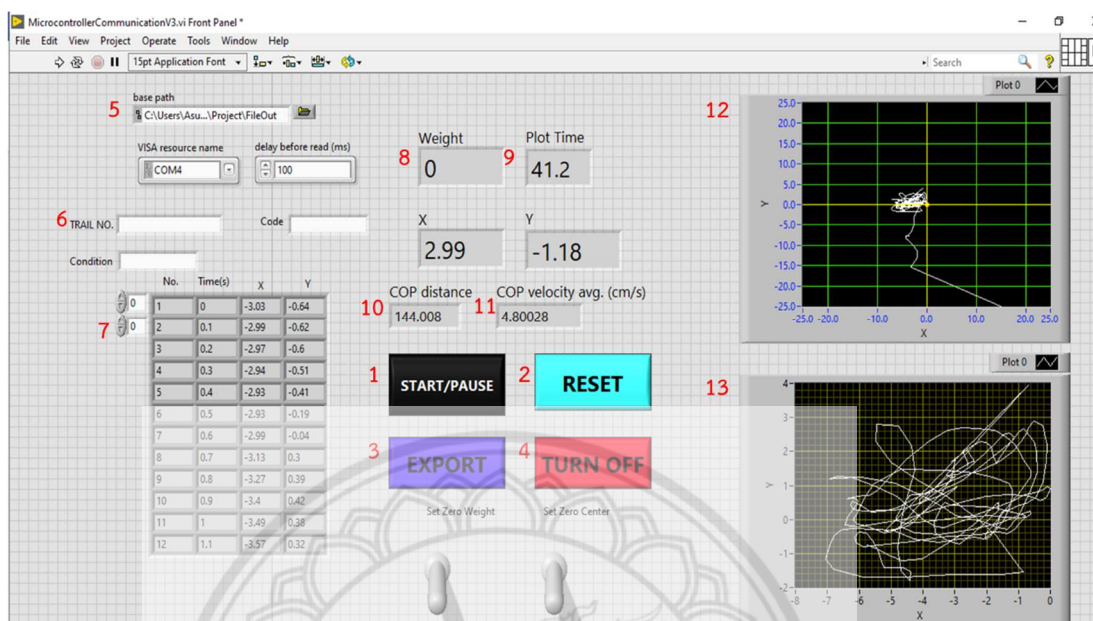 MicrocontrollerCommunicationV3.vi Front Panel *
File Edit View Project Operate Tools Window Help
15pt Application Font Search
5 base path
C:\Users\Asu...\Project\FileOut
VISA resource name delay before read (ms)
COM4 100
6 TRAIL NO. Code
Condition
7
No. Time(s) X Y
0 1 0 -3.03 -0.64
0 2 0.1 -2.99 -0.62
3 0.2 -2.97 -0.6
4 0.3 -2.94 -0.51
5 0.4 -2.93 -0.41
6 0.5 -2.93 -0.19
7 0.6 -2.99 -0.04
8 0.7 -3.13 0.3
9 0.8 -3.27 0.39
10 0.9 -3.4 0.42
11 1 -3.49 0.38
12 1.1 -3.57 0.32
Weight Plot Time
8 0 9 41.2
X Y
2.99 -1.18
COP distance COP velocity avg. (cm/s)
10 144.008 11 4.80028
1 START/PAUSE 2 RESET
3 EXPORT 4 TURN OFF
Set Zero Weight Set Zero Center
Plot 0
12
25.0
20.0
15.0
10.0
5.0
Y 0.0
-5.0
-10.0
-15.0
-20.0
-25.0
-25.0 -20.0 -10.0 0.0 10.0 20.0 25.0
X
Plot 0
13
4
3
2
1
Y
0
-1
-2
-8 -7 -6 -5 -4 -3 -2 -1 0
X